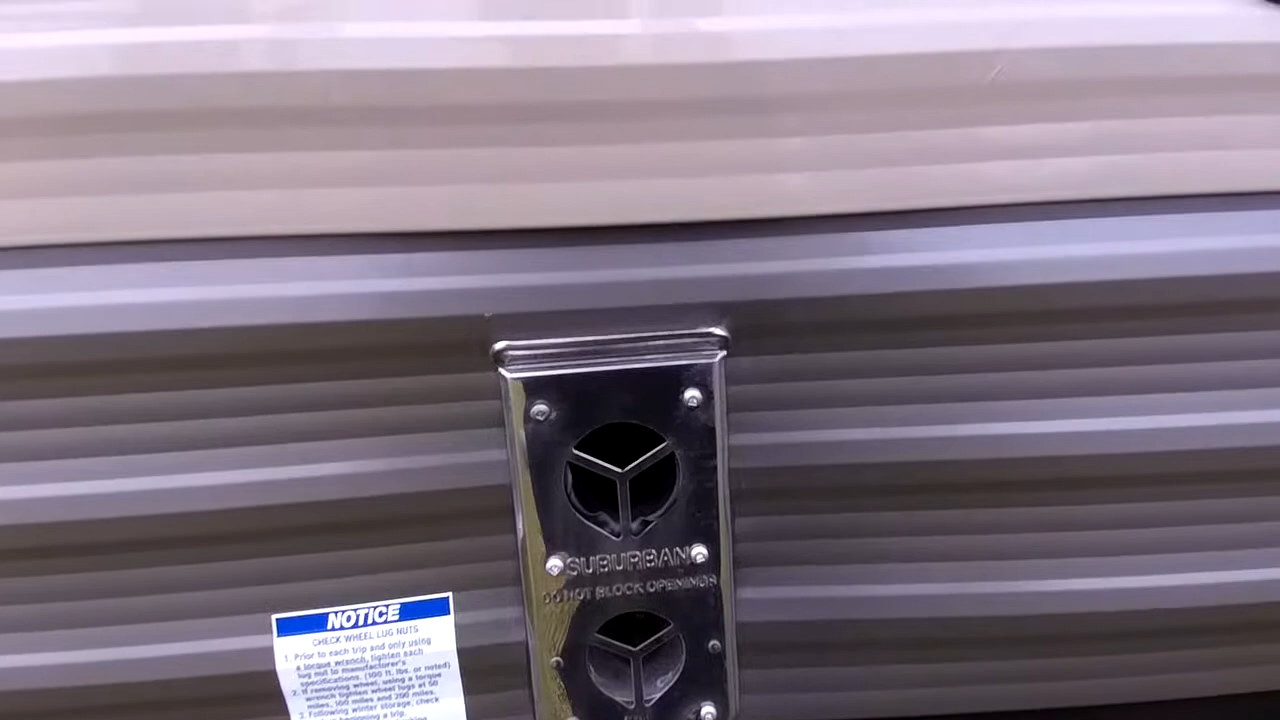 SUBURBAN
DO NOT BLOCK OPENINGS
NOTICE
CHECK WHEEL LUG NUTS
1. Prior to each trip and only using
a torque wrench, tighten each
lug nut to manufacturer's
specifications. (100 ft. lbs. or noted)
2. If removing wheel, using a torque
wrench tighten wheel lugs at 50
miles, 100 miles and 200 miles.
3. Following winter storage, check
beginning a trip.